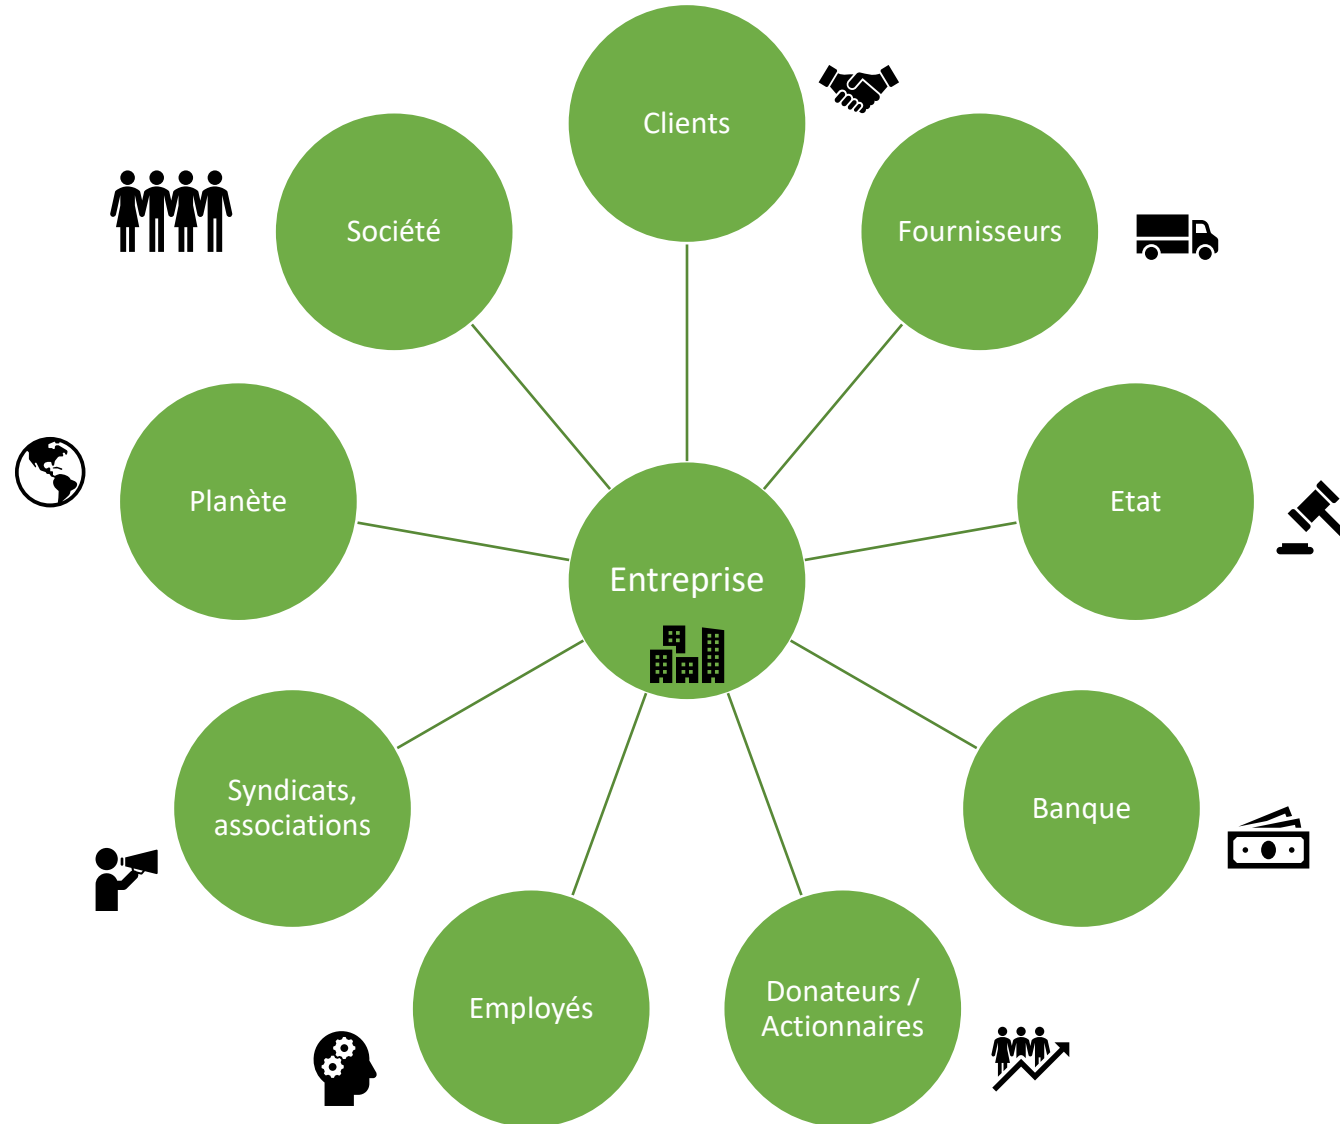 Clients
Société
Fournisseurs
Planète
Etat
Entreprise
Syndicats,
associations
Banque
Employés
Donateurs /
Actionnaires